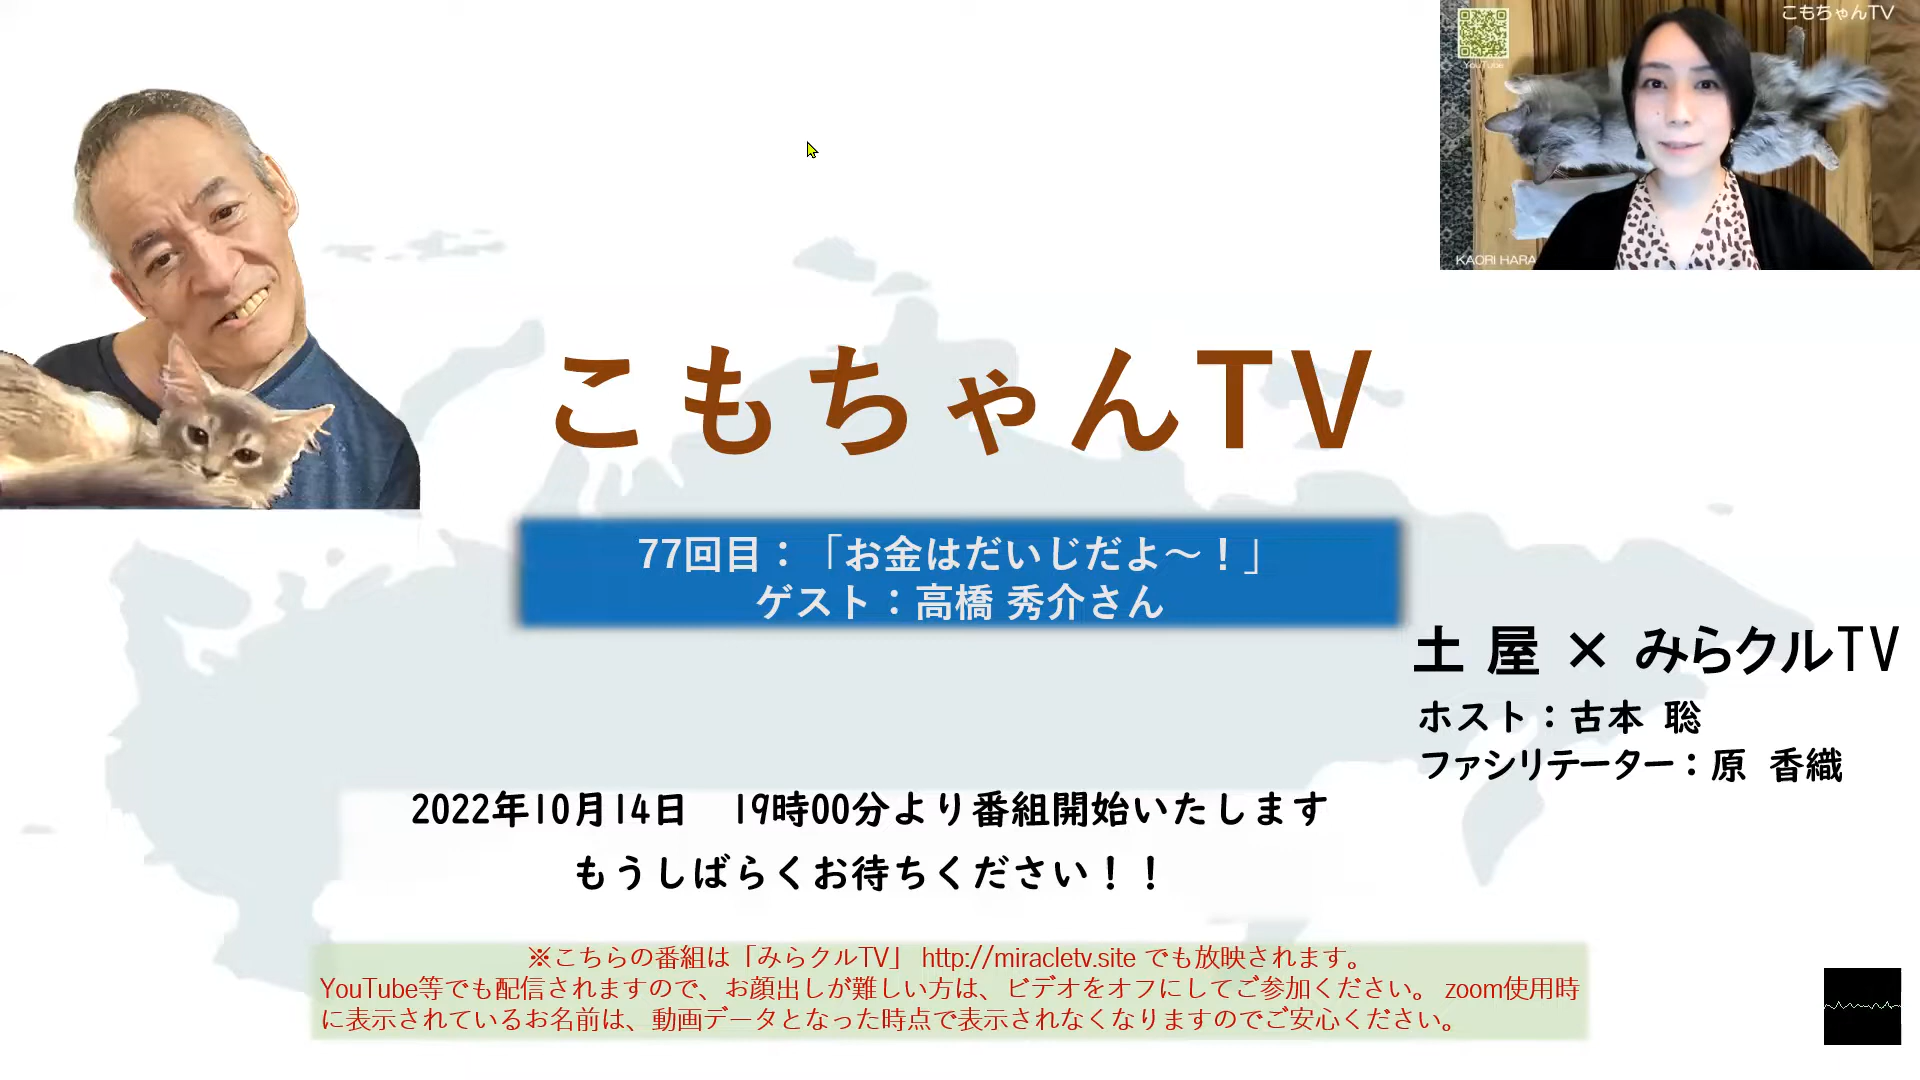 こもちゃんTV
YouTube
KAORI HARA
こもちゃんTV
77回目：「お金はだいじだよ～！」
ゲスト：高橋 秀介さん
土 屋 × みらクルTV
ホスト：古本 聡
ファシリテーター：原 香織
2022年10月14日　19時00分より番組開始いたします
もうしばらくお待ちください！！
※こちらの番組は「みらクルTV」 http://miracletv.site でも放映されます。
YouTube等でも配信されますので、お顔出しが難しい方は、ビデオをオフにしてご参加ください。 zoom使用時
に表示されているお名前は、動画データとなった時点で表示されなくなりますのでご安心ください。